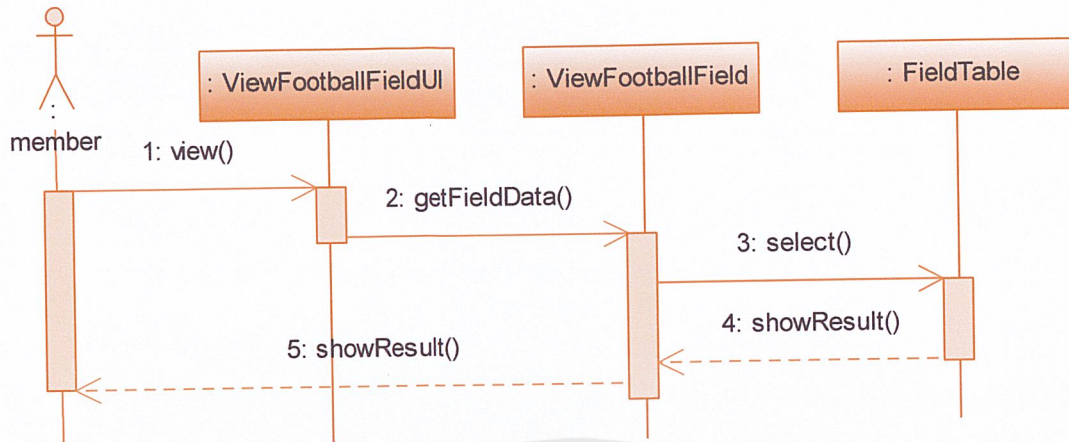 : ViewFootballFieldUI
: ViewFootballField
: FieldTable
:
member
1: view()
2: getFieldData()
3: select()
4: showResult()
5: showResult()